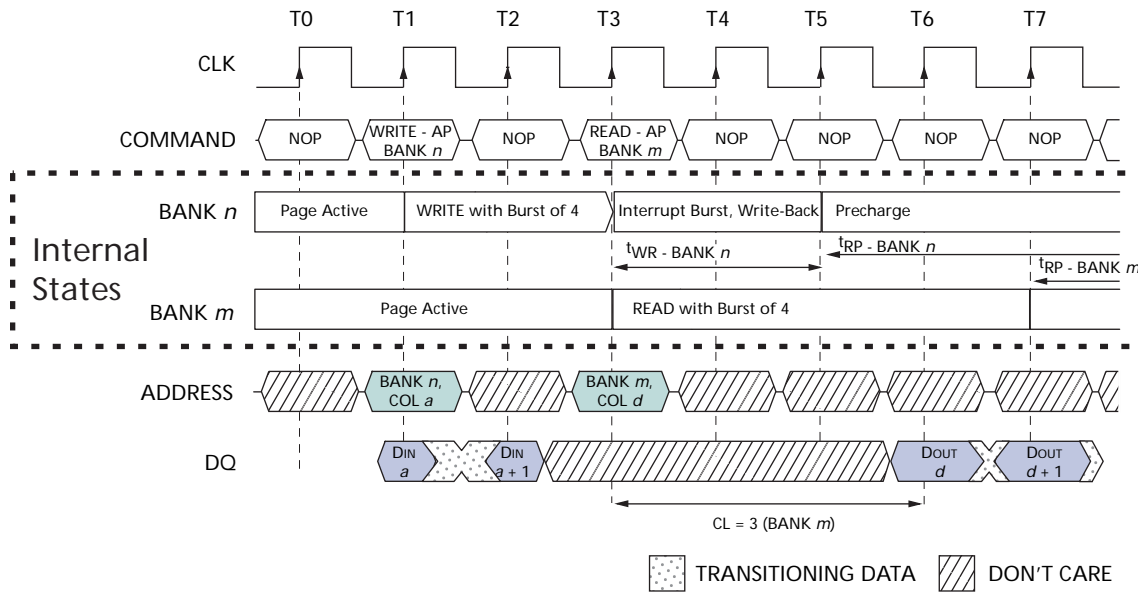 T0 T1 T2 T3 T4 T5 T6 T7
CLK
COMMAND
NOP
WRITE - AP
BANK n
NOP
READ - AP
BANK m
NOP
NOP
NOP
NOP
Internal
States
BANK n
Page Active
WRITE with Burst of 4
Interrupt Burst, Write-Back
Precharge
tWR - BANK n
tRP - BANK n
tRP - BANK m
BANK m
Page Active
READ with Burst of 4
ADDRESS
BANK n,
COL a
BANK m,
COL d
DQ
DIN
a
DIN
a + 1
DOUT
d
DOUT
d + 1
CL = 3 (BANK m)
TRANSITIONING DATA
DON'T CARE